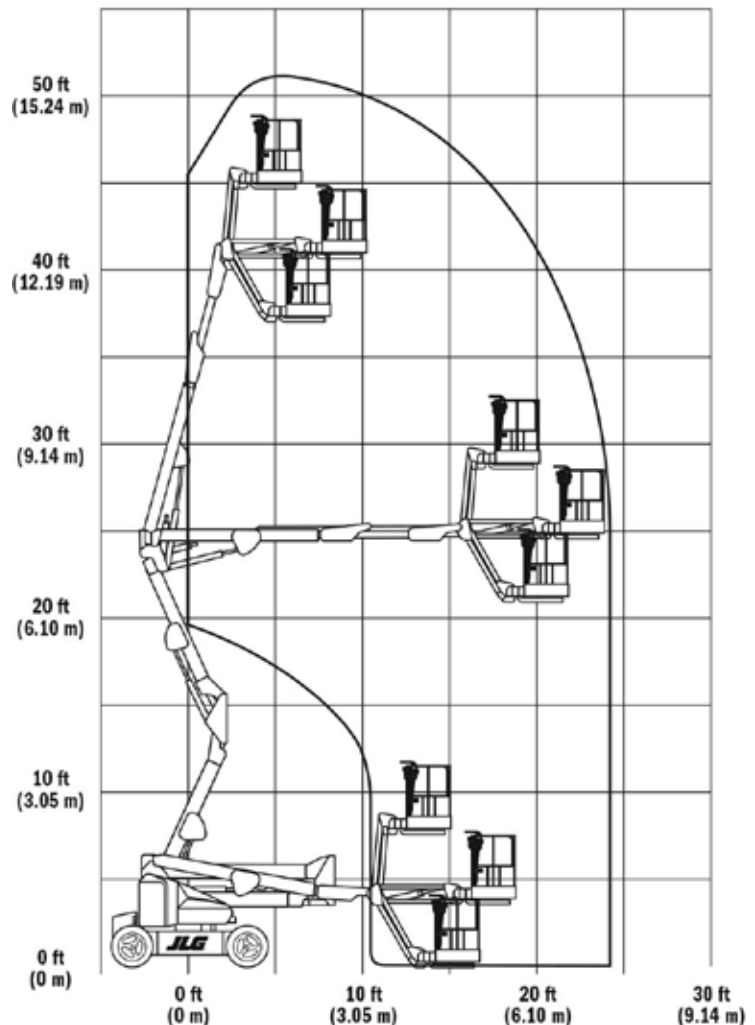 50 ft
(15.24 m)
40 ft
(12.19 m)
30 ft
(9.14 m)
20 ft
(6.10 m)
10 ft
(3.05 m)
0 ft
(0 m)
JLG
0 ft
(0 m)
10 ft
(3.05 m)
20 ft
(6.10 m)
30 ft
(9.14 m)